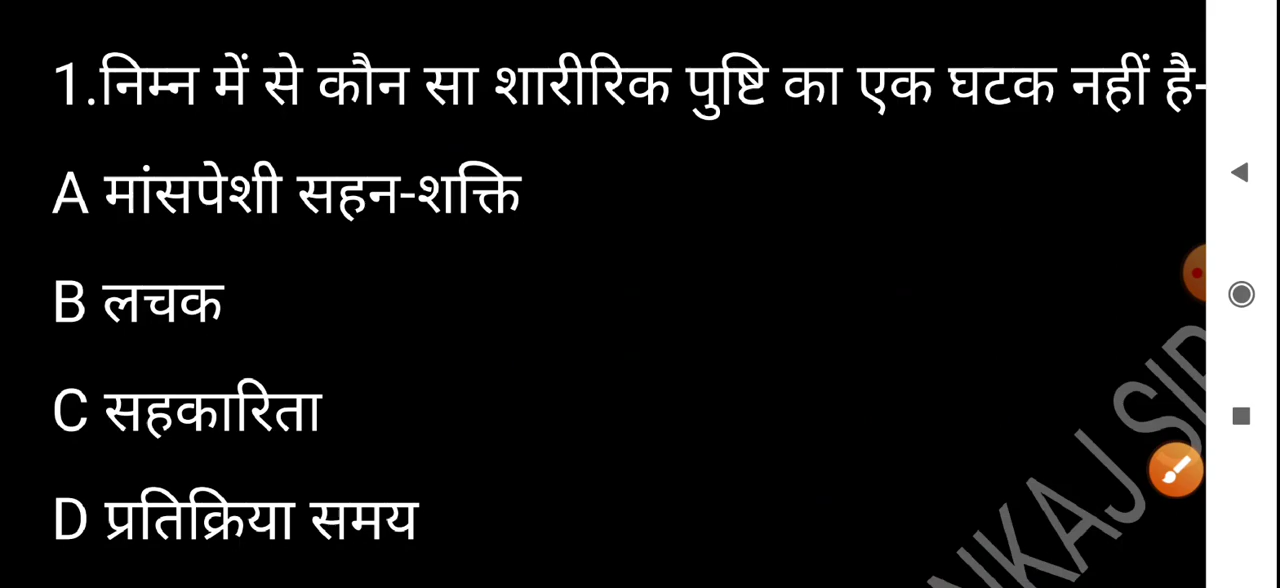 1.निम्न में से कौन सा शारीरिक पुष्टि का एक घटक नहीं है-
A मांसपेशी सहन-शक्ति
B लचक
C सहकारिता
D प्रतिक्रिया समय